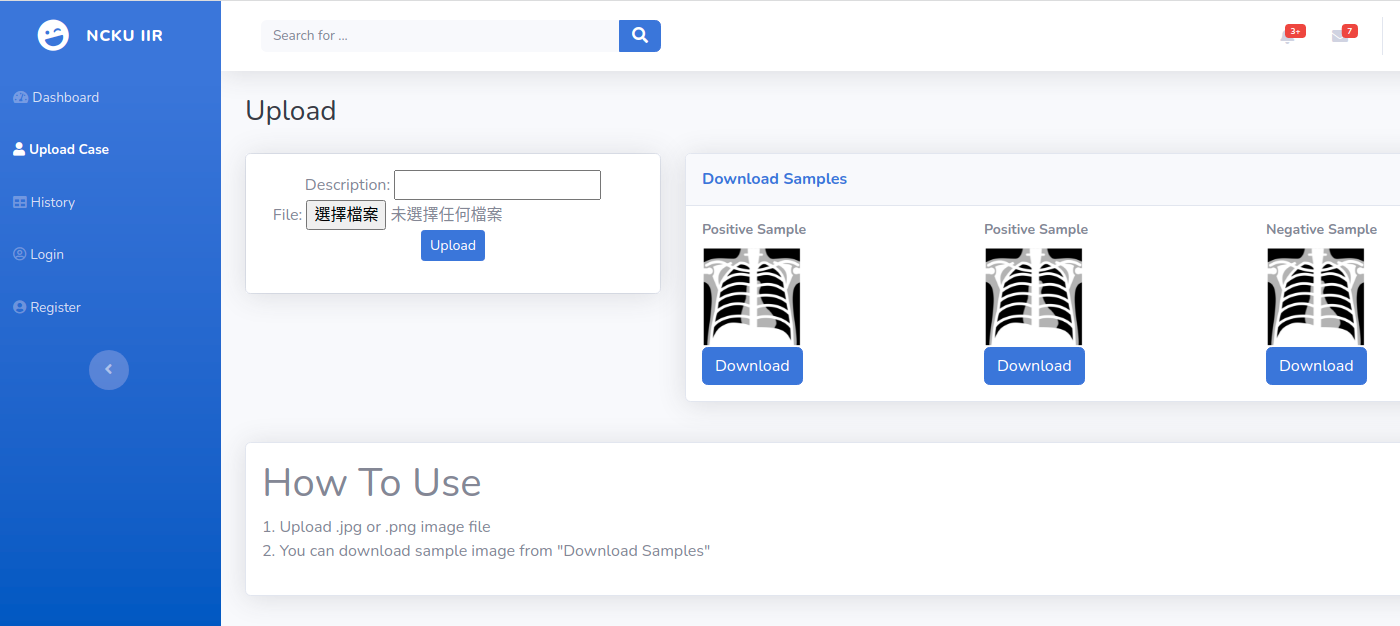 NCKU IIR
Dashboard
Upload Case
History
Login
Register
Search for ...
3+
7
Upload
Description:
File: 選擇檔案 未選擇任何檔案
Upload
Download Samples
Positive Sample
Download
Positive Sample
Download
Negative Sample
Download
How To Use
1. Upload .jpg or .png image file
2. You can download sample image from "Download Samples"